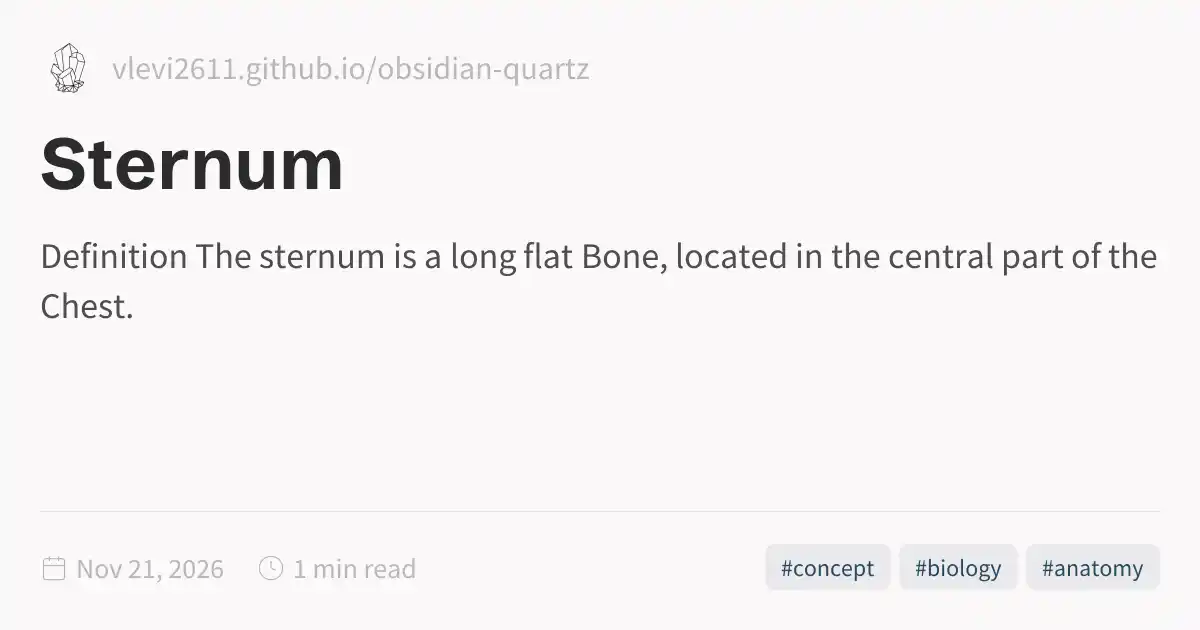 vlevi2611.github.io/obsidian-quartz
Sternum
Definition The sternum is a long flat Bone, located in the central part of the
Chest.
Nov 21, 2026 1 min read #concept #biology #anatomy